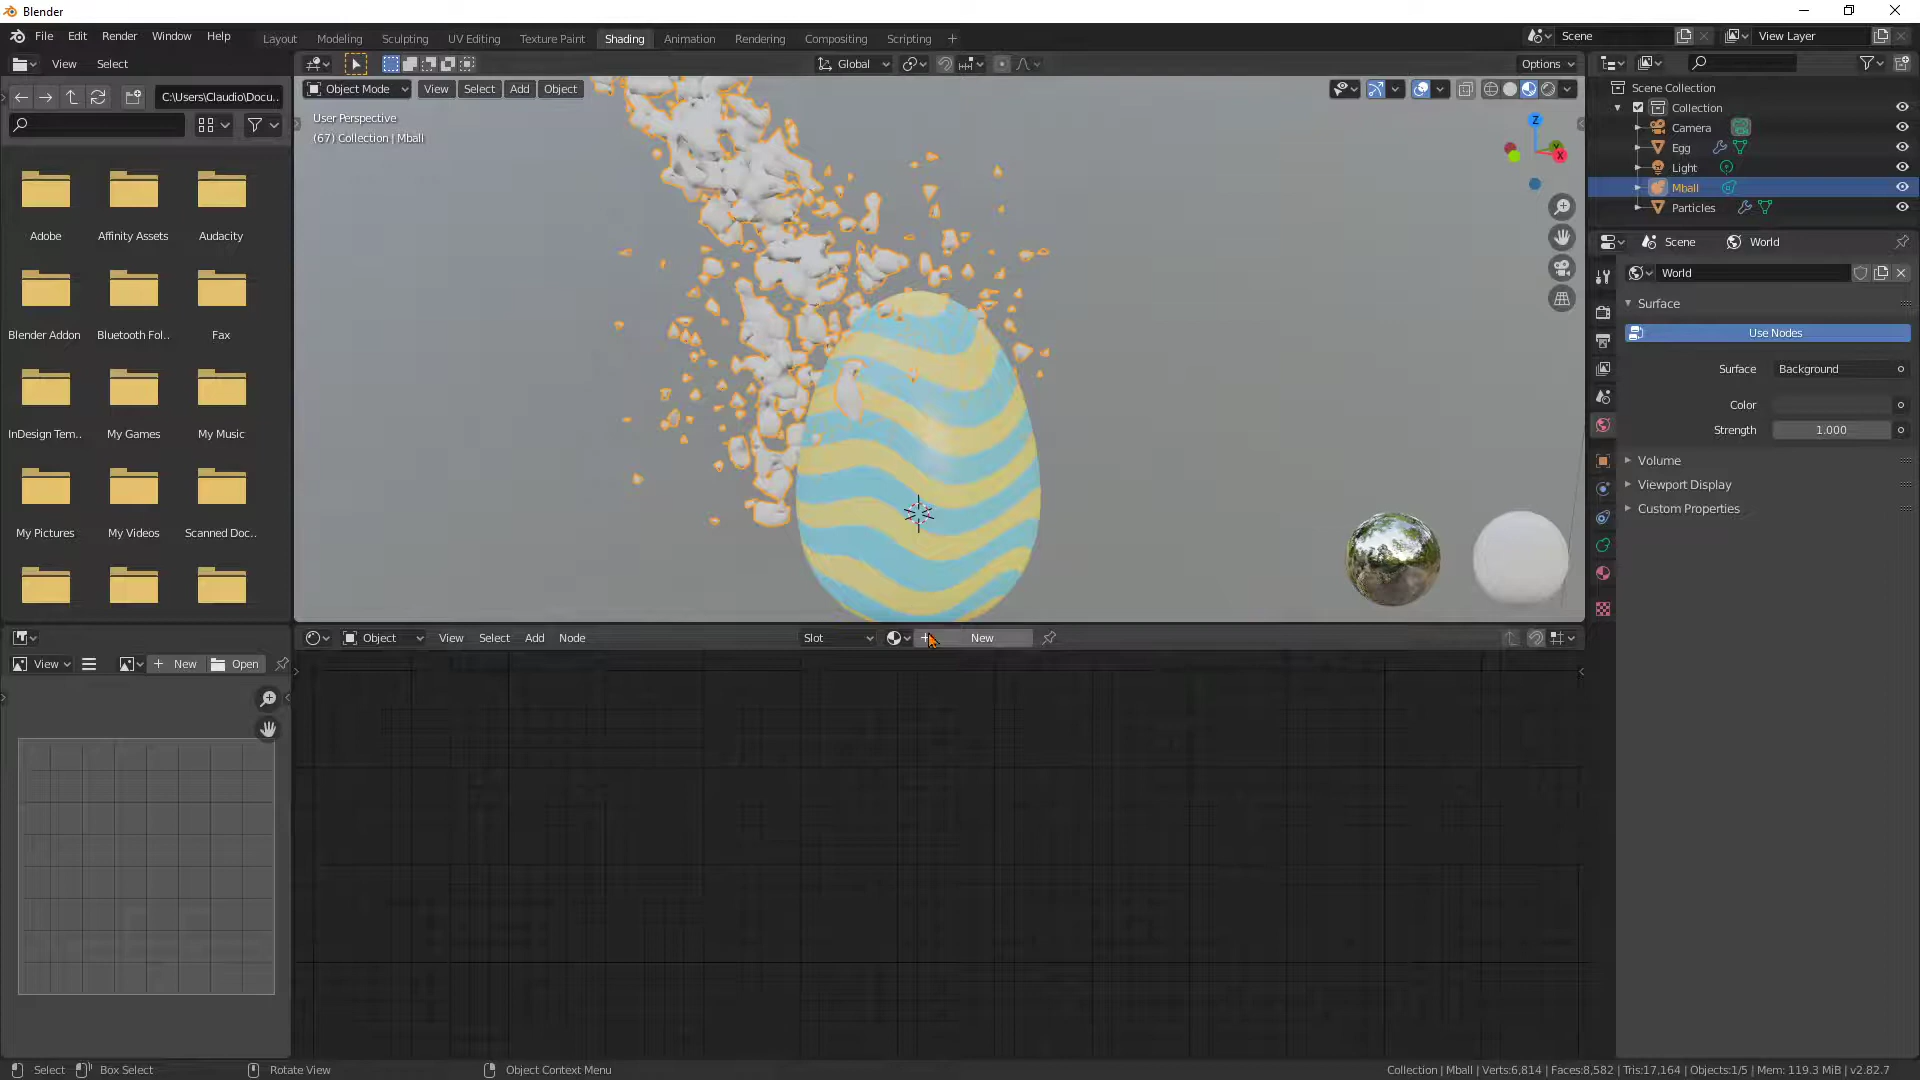 Blender
File Edit Render Window Help
Layout Modeling Sculpting UV Editing Texture Paint Shading Animation Rendering Compositing Scripting
Scene
View Layer
View Select
Global
Options
C:\Users\Claudio\Docu..
Object Mode View Select Add Object
User Perspective
(67) Collection | Mball
Z
Y
X
Adobe Affinity Assets Audacity
Blender Addon Bluetooth Fol.. Fax
InDesign Tem.. My Games My Music
My Pictures My Videos Scanned Doc..
Scene Collection
Collection
Camera
Egg
Light
Mball
Particles
Scene World
World
Surface
Use Nodes
Surface Background
Color
Strength 1.000
Volume
Viewport Display
Custom Properties
Object View Select Add Node
Slot
New
View New Open
Select Box Select Rotate View Object Context Menu
Collection | Mball | Verts:6,814 | Faces:8,582 | Tris:17,164 | Objects:1/5 | Mem: 119.3 MiB | v2.82.7